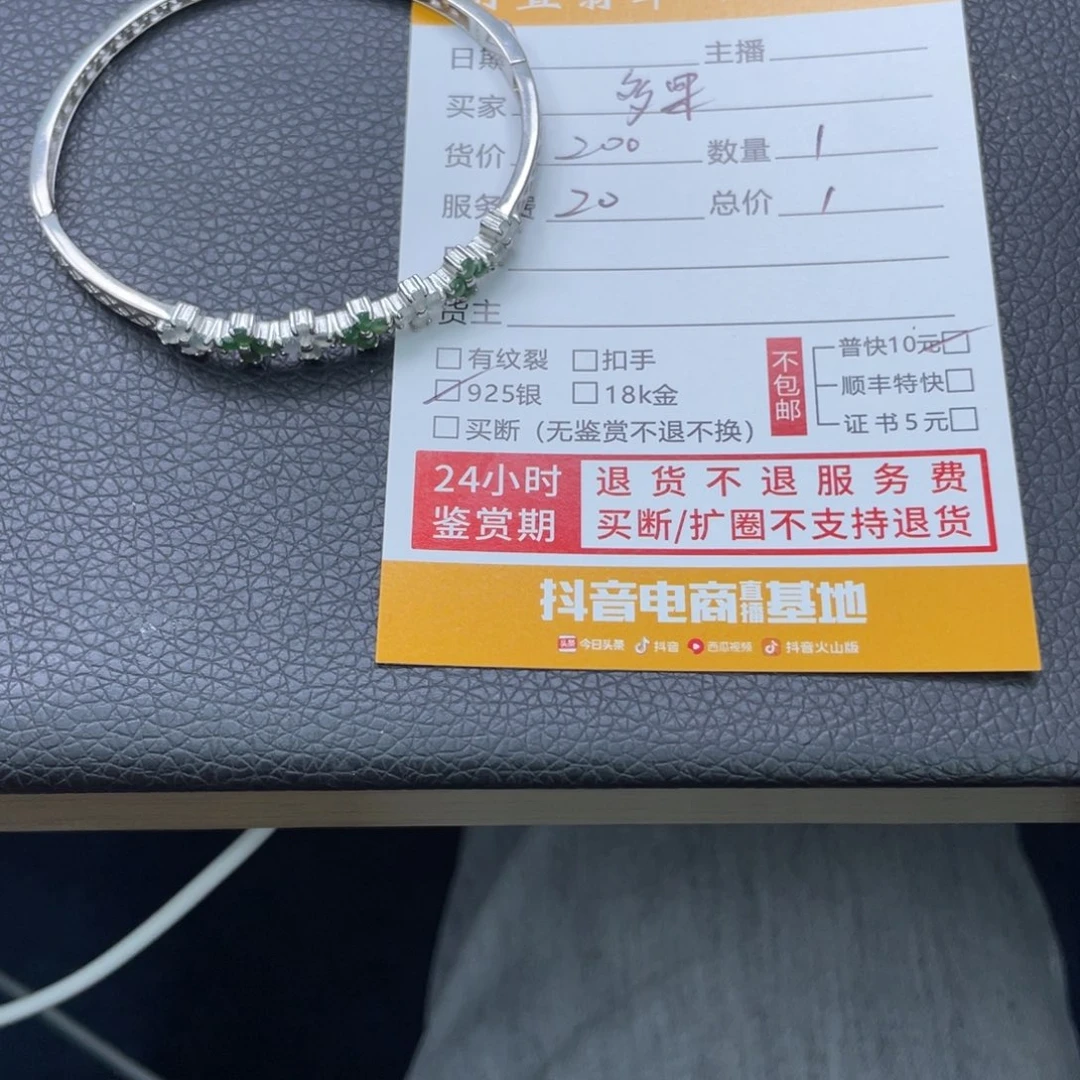 日期 主播
买家 多果
货价 200 数量 1
服务费 20 总价 1
货主
有纹裂 扣手
925银 18k金
买断（无鉴赏不退不换）
不包邮
普快10元
顺丰特快
证书5元
24小时
鉴赏期
退货不退服务费
买断/扩圈不支持退货
抖音电商直播基地
头条 今日头条 抖音 西瓜视频 抖音火山版